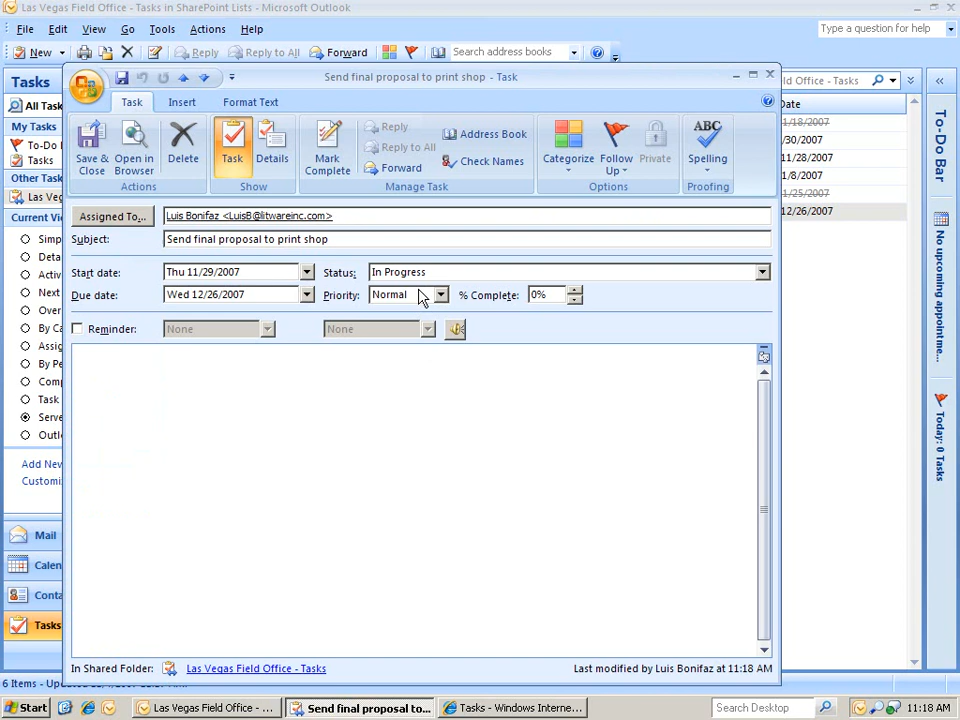 Las Vegas Field Office - Tasks in SharePoint Lists - Microsoft Outlook
File Edit View Go Tools Actions Help
Type a question for help
New Reply Reply to All Forward Search address books
Tasks
Send final proposal to print shop - Task
ld Office - Tasks
Task Insert Format Text
All Task
My Tasks
To-Do
Tasks
Other Task
Las Veg
Current View
Simp
Deta
Activ
Next
Over
By Ca
Assig
By Pe
Comp
Task
Serve
Outlo
Add New
Customiz
Mail
Calen
Conta
Tasks
Save & Close
Open in Browser
Delete
Actions
Task
Details
Show
Mark Complete
Reply
Reply to All
Forward
Address Book
Check Names
Manage Task
Categorize
Follow Up
Private
Options
ABC
Spelling
Proofing
Assigned To... Luis Bonifaz <LuisB@litwareinc.com>
Subject: Send final proposal to print shop
Start date: Thu 11/29/2007 Status: In Progress
Due date: Wed 12/26/2007 Priority: Normal % Complete: 0%
Reminder: None None
In Shared Folder: Las Vegas Field Office - Tasks Last modified by Luis Bonifaz at 11:18 AM
Date
11/18/2007
/30/2007
11/28/2007
11/8/2007
11/25/2007
12/26/2007
To-Do Bar
No upcoming appointme...
Today: 0 Tasks
6 Items
Start Las Vegas Field Office - ... Send final proposal to... Tasks - Windows Interne... Search Desktop 11:18 AM